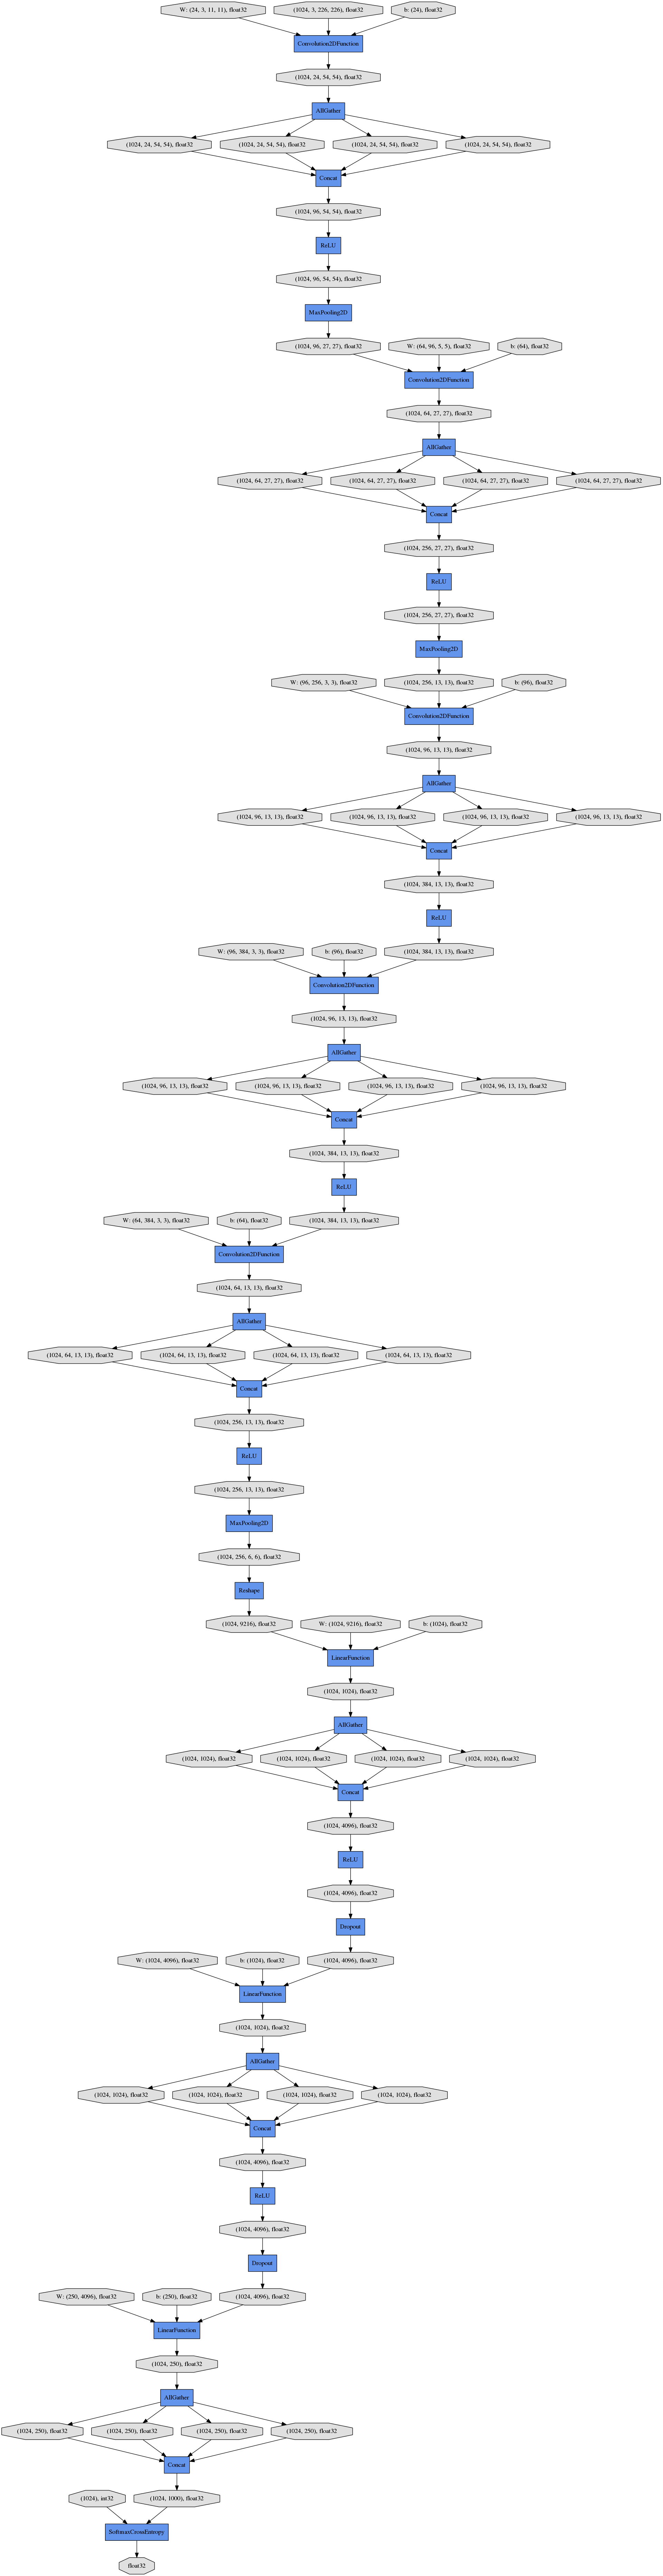 W: (24, 3, 11, 11), float32
(1024, 3, 226, 226), float32
b: (24), float32
Convolution2DFunction
(1024, 24, 54, 54), float32
AllGather
(1024, 24, 54, 54), float32
(1024, 24, 54, 54), float32
(1024, 24, 54, 54), float32
(1024, 24, 54, 54), float32
Concat
(1024, 96, 54, 54), float32
ReLU
(1024, 96, 54, 54), float32
MaxPooling2D
(1024, 96, 27, 27), float32
W: (64, 96, 5, 5), float32
b: (64), float32
Convolution2DFunction
(1024, 64, 27, 27), float32
AllGather
(1024, 64, 27, 27), float32
(1024, 64, 27, 27), float32
(1024, 64, 27, 27), float32
(1024, 64, 27, 27), float32
Concat
(1024, 256, 27, 27), float32
ReLU
(1024, 256, 27, 27), float32
MaxPooling2D
W: (96, 256, 3, 3), float32
(1024, 256, 13, 13), float32
b: (96), float32
Convolution2DFunction
(1024, 96, 13, 13), float32
AllGather
(1024, 96, 13, 13), float32
(1024, 96, 13, 13), float32
(1024, 96, 13, 13), float32
(1024, 96, 13, 13), float32
Concat
(1024, 384, 13, 13), float32
ReLU
W: (96, 384, 3, 3), float32
b: (96), float32
(1024, 384, 13, 13), float32
Convolution2DFunction
(1024, 96, 13, 13), float32
AllGather
(1024, 96, 13, 13), float32
(1024, 96, 13, 13), float32
(1024, 96, 13, 13), float32
(1024, 96, 13, 13), float32
Concat
(1024, 384, 13, 13), float32
ReLU
W: (64, 384, 3, 3), float32
b: (64), float32
(1024, 384, 13, 13), float32
Convolution2DFunction
(1024, 64, 13, 13), float32
AllGather
(1024, 64, 13, 13), float32
(1024, 64, 13, 13), float32
(1024, 64, 13, 13), float32
(1024, 64, 13, 13), float32
Concat
(1024, 256, 13, 13), float32
ReLU
(1024, 256, 13, 13), float32
MaxPooling2D
(1024, 256, 6, 6), float32
Reshape
(1024, 9216), float32
W: (1024, 9216), float32
b: (1024), float32
LinearFunction
(1024, 1024), float32
AllGather
(1024, 1024), float32
(1024, 1024), float32
(1024, 1024), float32
(1024, 1024), float32
Concat
(1024, 4096), float32
ReLU
(1024, 4096), float32
Dropout
W: (1024, 4096), float32
b: (1024), float32
(1024, 4096), float32
LinearFunction
(1024, 1024), float32
AllGather
(1024, 1024), float32
(1024, 1024), float32
(1024, 1024), float32
(1024, 1024), float32
Concat
(1024, 4096), float32
ReLU
(1024, 4096), float32
Dropout
W: (250, 4096), float32
b: (250), float32
(1024, 4096), float32
LinearFunction
(1024, 250), float32
AllGather
(1024, 250), float32
(1024, 250), float32
(1024, 250), float32
(1024, 250), float32
Concat
(1024), int32
(1024, 1000), float32
SoftmaxCrossEntropy
float32